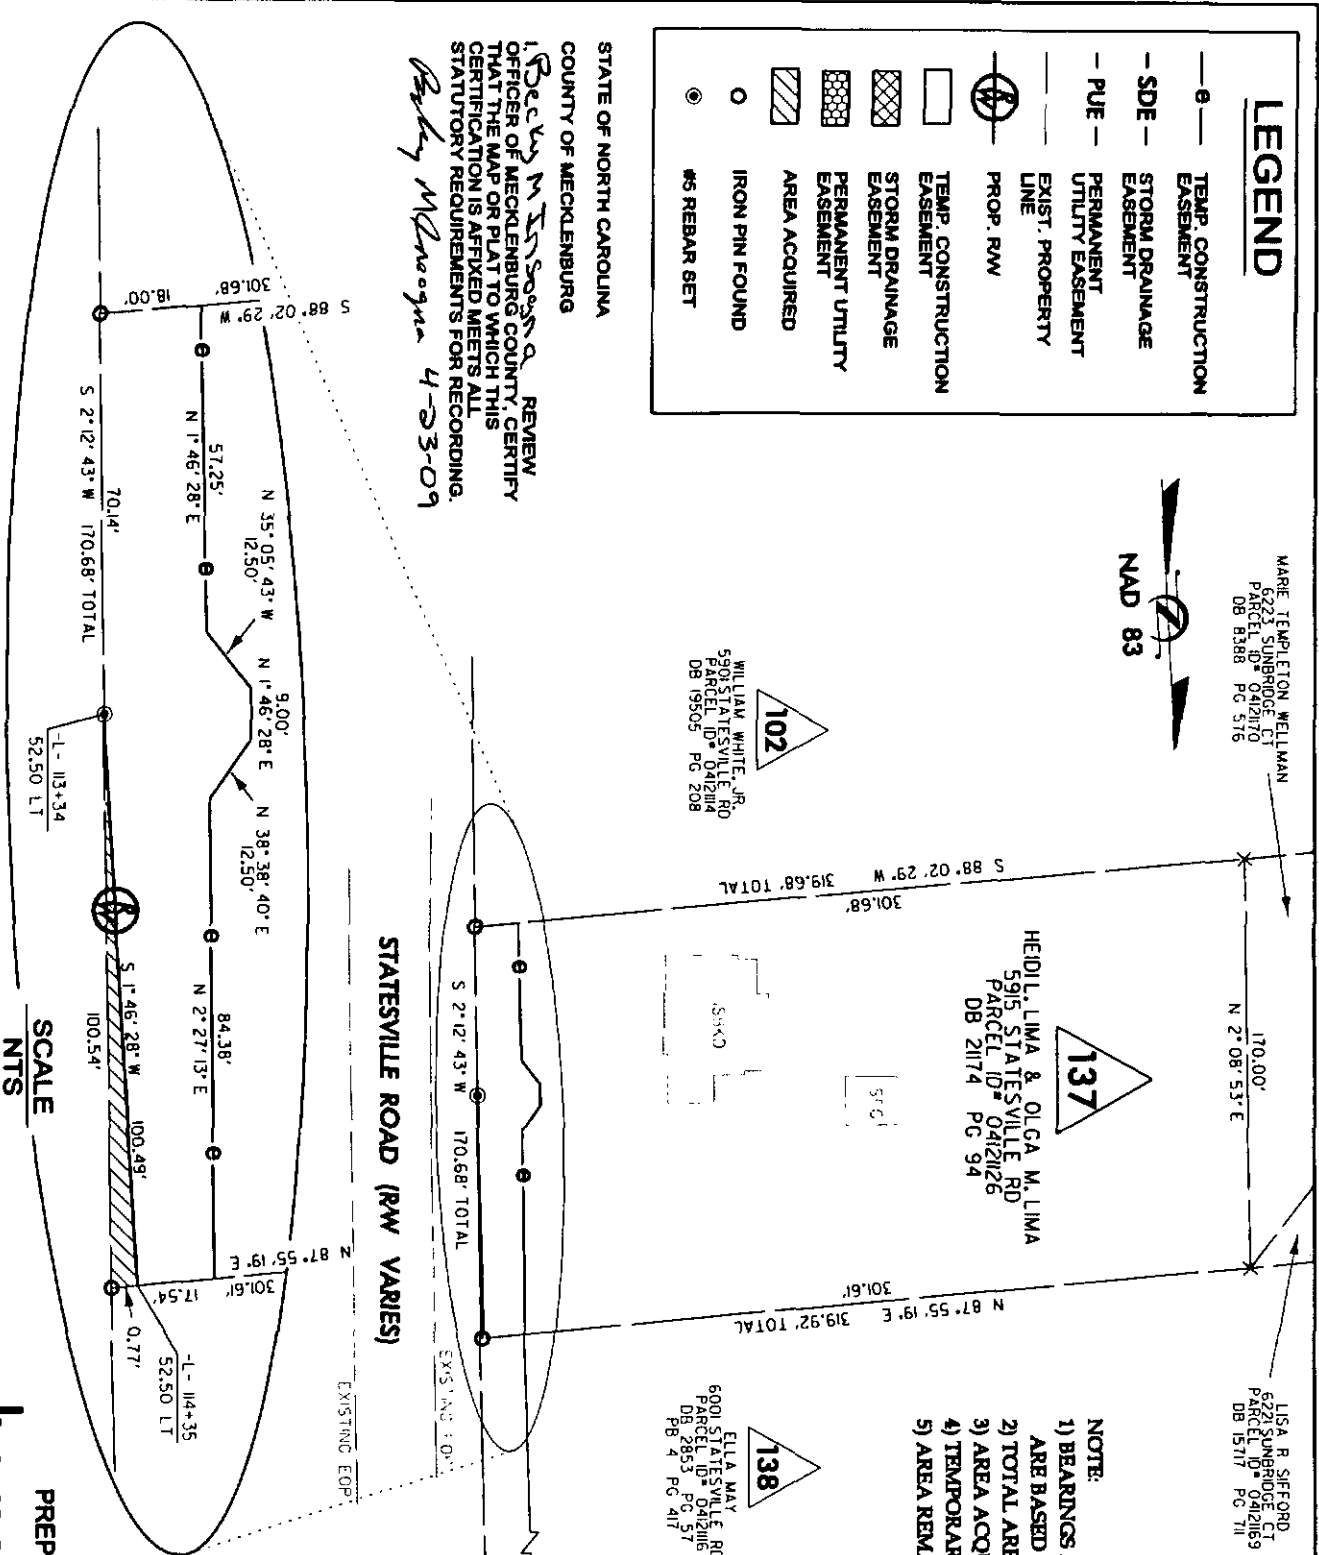 LEGEND
TEMP. CONSTRUCTION
EASEMENT
SDE
STORM DRAINAGE
EASEMENT
PUE
PERMANENT
UTILITY EASEMENT
EXIST. PROPERTY
LINE
R/W
PROP. R/W
TEMP. CONSTRUCTION
EASEMENT
STORM DRAINAGE
EASEMENT
PERMANENT UTILITY
EASEMENT
AREA ACQUIRED
IRON PIN FOUND
#5 REBAR SET
STATE OF NORTH CAROLINA
COUNTY OF MECKLENBURG
I, Becky M Insogna REVIEW
OFFICER OF MECKLENBURG COUNTY, CERTIFY
THAT THE MAP OR PLAT TO WHICH THIS
CERTIFICATION IS AFFIXED MEETS ALL
STATUTORY REQUIREMENTS FOR RECORDING.
4-23-09
NAD 83
MARIE TEMPLETON WELLMAN
6223 SUNBRIDGE CT
PARCEL ID# 04121170
DB 8388 PG 576
102
WILLIAM WHITE, JR.
5901 STATESVILLE RD
PARCEL ID# 04121114
DB 19505 PG 208
S 88°02'29" W 319.68' TOTAL
301.68'
170.00'
N 2°08'53" E
137
HEIDI L. LIMA & OLGA M. LIMA
5915 STATESVILLE RD
PARCEL ID# 04121126
DB 21174 PG 94
N 87°55'19" E 319.92' TOTAL
301.61'
S 2°12'43" W 170.68' TOTAL
LISA R SIFFORD
6221 SUNBRIDGE CT
PARCEL ID# 04121169
DB 15717 PG 711
NOTE:
1) BEARINGS
ARE BASED
2) TOTAL ARE
3) AREA ACQU
4) TEMPORAR
5) AREA REM
138
ELLA MAY
6001 STATESVILLE RD
PARCEL ID# 04121116
DB 2853 PG 57
PB 4 PG 417
STATESVILLE ROAD (R/W VARIES)
EXISTING EOP
S 88°02'29" W
301.68'
18.00'
57.25'
N 1°46'28" E
N 35°05'43" W
12.50'
9.00'
N 1°46'28" E
N 38°38'40" E
12.50'
84.38'
N 2°27'13" E
N 87°55'19" E
301.61'
17.54'
0.77'
70.14'
S 2°12'43" W 170.68' TOTAL
R/W
S 1°46'28" W 100.49'
100.54'
-L- 113+34
52.50 LT
-L- 114+35
52.50 LT
SCALE
NTS
PREP